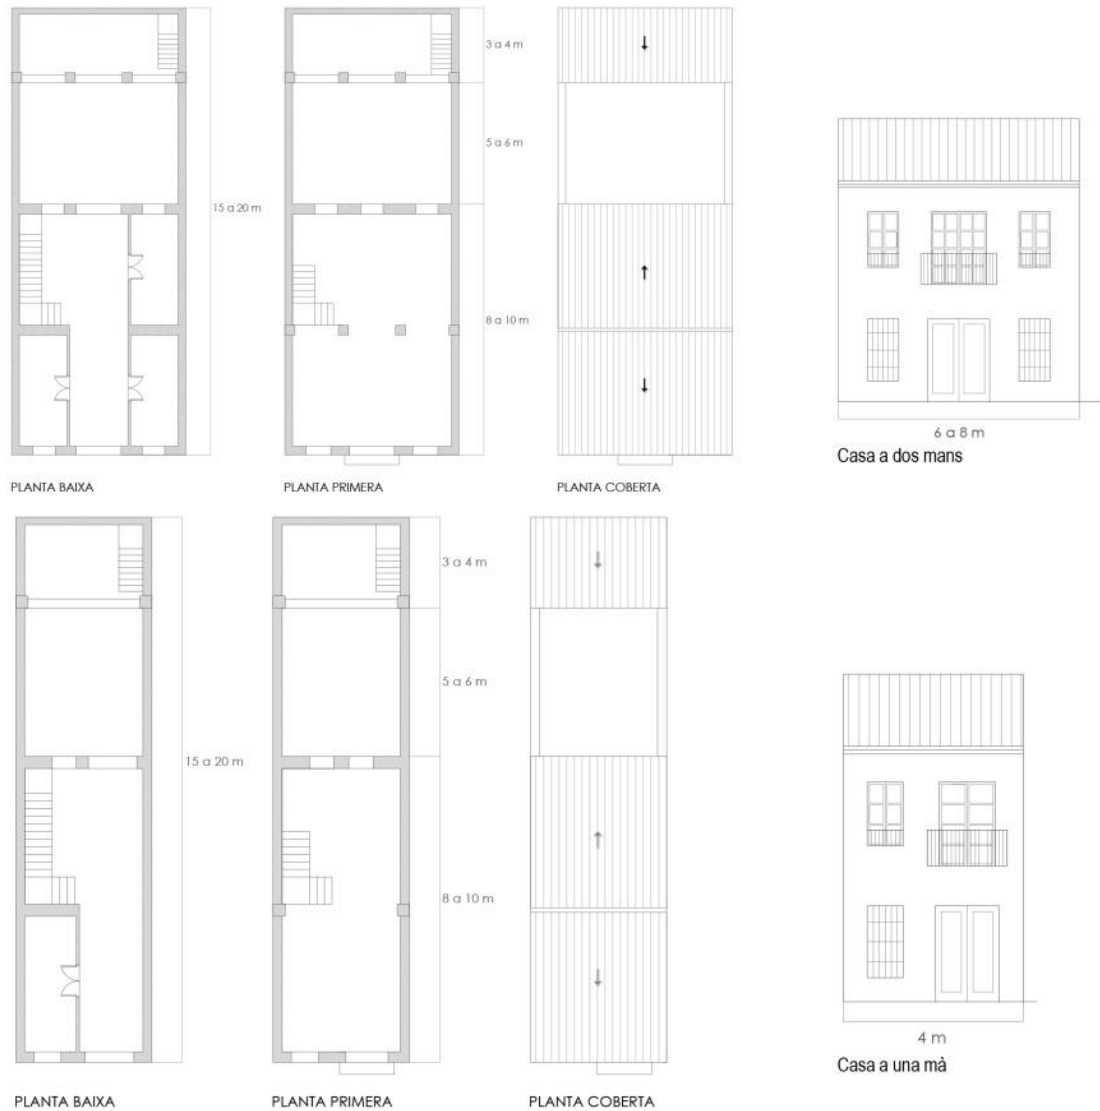 3 a 4 m
5 a 6 m
15 a 20 m
8 a 10 m
6 a 8 m
Casa a dos mans
PLANTA BAIXA
PLANTA PRIMERA
PLANTA COBERTA
3 a 4 m
5 a 6 m
15 a 20 m
8 a 10 m
4 m
Casa a una mà
PLANTA BAIXA
PLANTA PRIMERA
PLANTA COBERTA